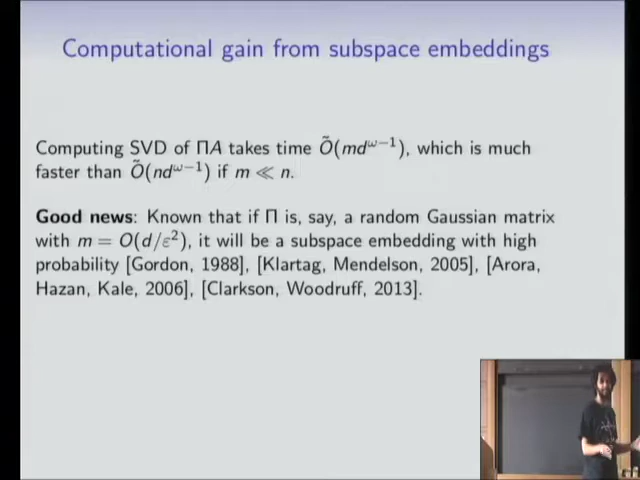 Computational gain from subspace embeddings
Computing SVD of ΠA takes time Õ(md^{ω−1}), which is much
faster than Õ(nd^{ω−1}) if m ≪ n.
Good news: Known that if Π is, say, a random Gaussian matrix
with m = O(d/ε²), it will be a subspace embedding with high
probability [Gordon, 1988], [Klartag, Mendelson, 2005], [Arora,
Hazan, Kale, 2006], [Clarkson, Woodruff, 2013].